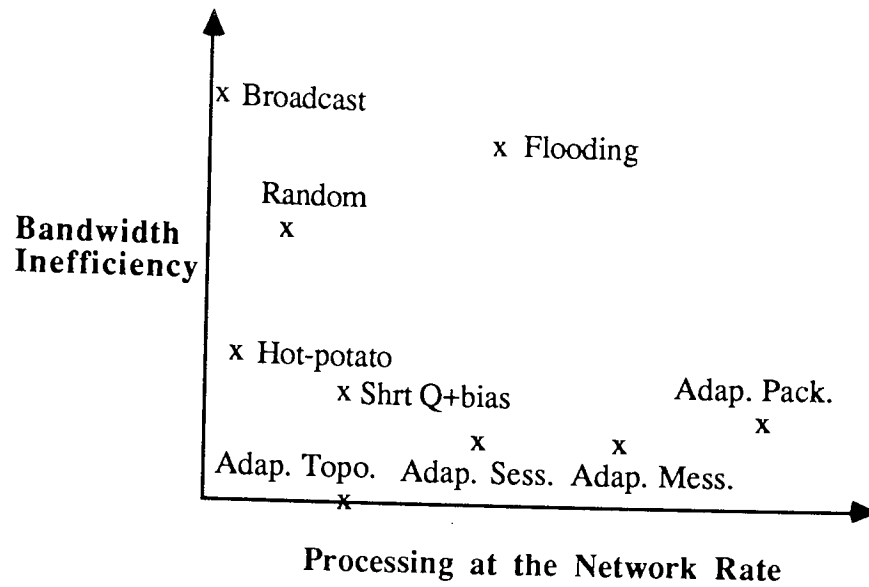 x Broadcast
x Flooding
Random
x
Bandwidth
Inefficiency
x Hot-potato
x Shrt Q+bias
Adap. Pack.
x
x
x
Adap. Topo.
Adap. Sess.
Adap. Mess.
x
Processing at the Network Rate